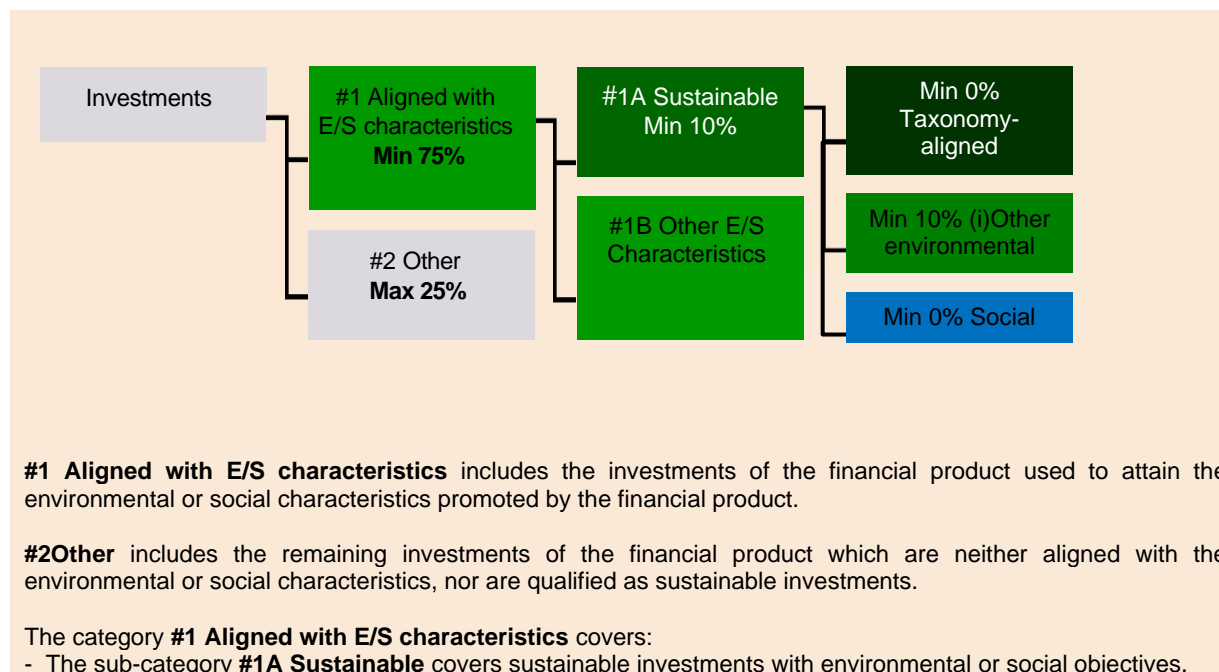 Investments
#1 Aligned with
E/S characteristics
Min 75%
#2 Other
Max 25%
#1A Sustainable
Min 10%
#1B Other E/S
Characteristics
Min 0%
Taxonomy-
aligned
Min 10% (i)Other
environmental
Min 0% Social
#1 Aligned with E/S characteristics includes the investments of the financial product used to attain the
environmental or social characteristics promoted by the financial product.
#2Other includes the remaining investments of the financial product which are neither aligned with the
environmental or social characteristics, nor are qualified as sustainable investments.
The category #1 Aligned with E/S characteristics covers:
- The sub-category #1A Sustainable covers sustainable investments with environmental or social objectives.